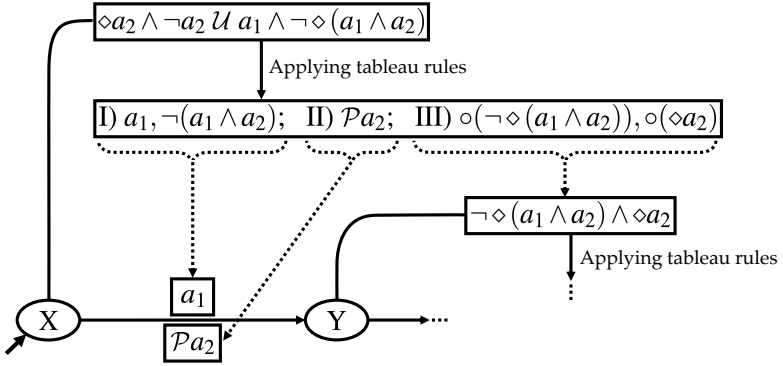 ⋄a₂ ∧ ¬a₂ 𝒰 a₁ ∧ ¬ ⋄ (a₁ ∧ a₂)
Applying tableau rules
I) a₁, ¬(a₁ ∧ a₂); II) 𝒫a₂; III) ∘(¬ ⋄ (a₁ ∧ a₂)), ∘(⋄a₂)
¬ ⋄ (a₁ ∧ a₂) ∧ ⋄a₂
Applying tableau rules
a₁
X
Y
𝒫a₂